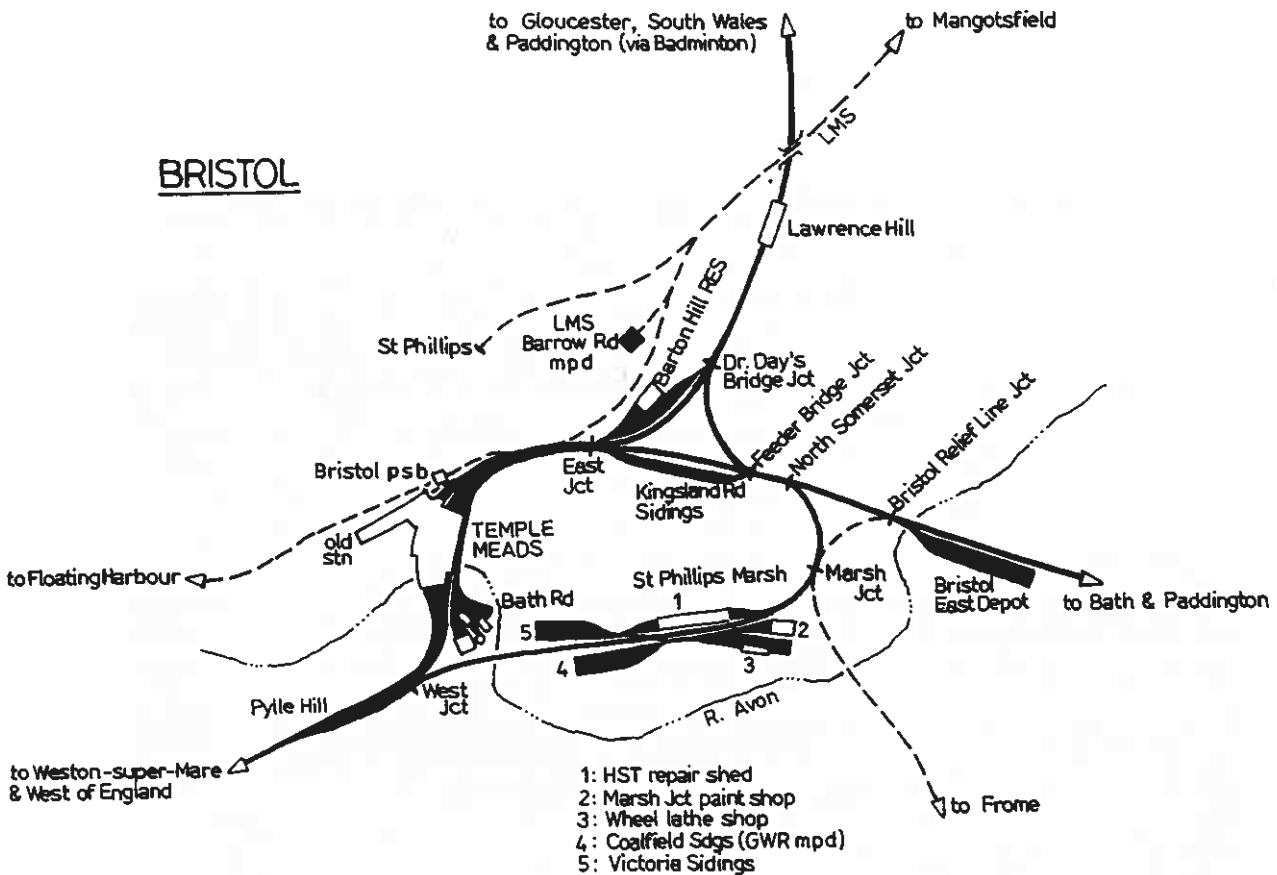 to Gloucester, South Wales
& Paddington (via Badminton)
to Mangotsfield
LMS
BRISTOL
Lawrence Hill
Barton Hill RES
St Phillips
LMS
Barrow Rd
mpd
Dr. Day's
Bridge Jct
Feeder Bridge Jct
North Somerset Jct
Bristol Relief Line Jct
Bristol psb
East
Jct
Kingsland Rd
Sidings
old
stn
TEMPLE
MEADS
to Floating Harbour
St Phillips Marsh
Marsh
Jct
Bristol
East Depot
to Bath & Paddington
Bath Rd
1
5
2
4
3
Pylle Hill
West
Jct
R. Avon
to Weston-super-Mare
& West of England
to Frome
1: HST repair shed
2: Marsh Jct paint shop
3: Wheel lathe shop
4: Coalfield Sdgs (GWR mpd)
5: Victoria Sidings